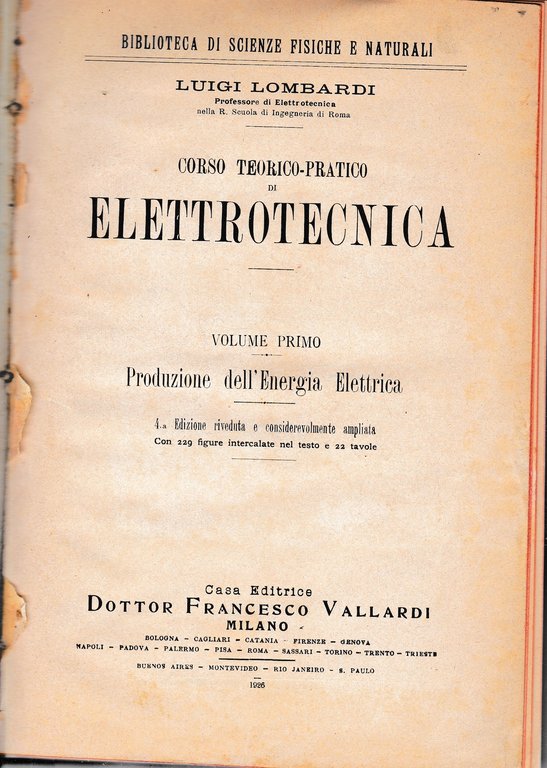 BIBLIOTECA DI SCIENZE FISICHE E NATURALI
LUIGI LOMBARDI
Professore di Elettrotecnica
nella R. Scuola di Ingegneria di Roma
CORSO TEORICO-PRATICO
DI
ELETTROTECNICA
VOLUME PRIMO
Produzione dell'Energia Elettrica
4.a Edizione riveduta e considerevolmente ampliata
Con 229 figure intercalate nel testo e 22 tavole
Casa Editrice
DOTTOR FRANCESCO VALLARDI
MILANO
BOLOGNA - CAGLIARI - CATANIA - FIRENZE - GENOVA
NAPOLI - PADOVA - PALERMO - PISA - ROMA - SASSARI - TORINO - TRENTO - TRIESTE
BUENOS AIRES - MONTEVIDEO - RIO JANEIRO - S. PAULO
1926